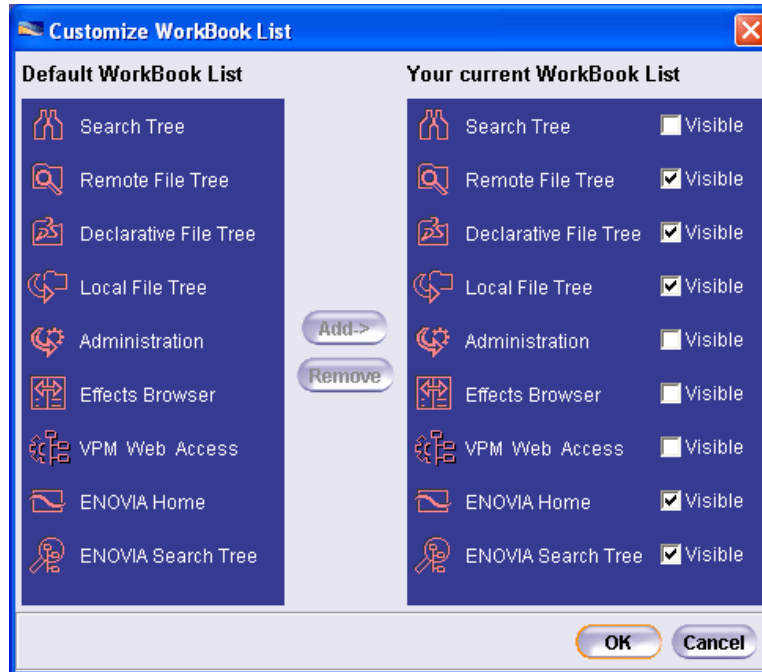 Customize WorkBook List
Default WorkBook List
Your current WorkBook List
Search Tree
Remote File Tree
Declarative File Tree
Local File Tree
Administration
Effects Browser
VPM Web Access
ENOVIA Home
ENOVIA Search Tree
Add->
Remove
Search Tree Visible
Remote File Tree Visible
Declarative File Tree Visible
Local File Tree Visible
Administration Visible
Effects Browser Visible
VPM Web Access Visible
ENOVIA Home Visible
ENOVIA Search Tree Visible
OK Cancel